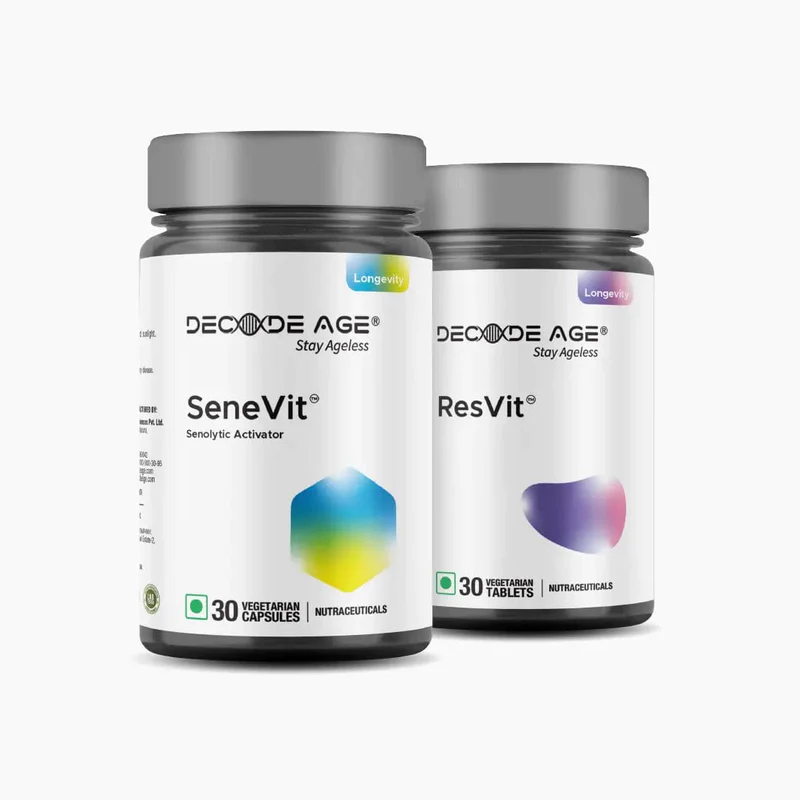 Longevity
DECODE AGE®
Stay Ageless
SeneVit™
Senolytic Activator
30 VEGETARIAN CAPSULES | NUTRACEUTICALS
Longevity
DECODE AGE®
Stay Ageless
ResVit™
30 VEGETARIAN TABLETS | NUTRACEUTICALS